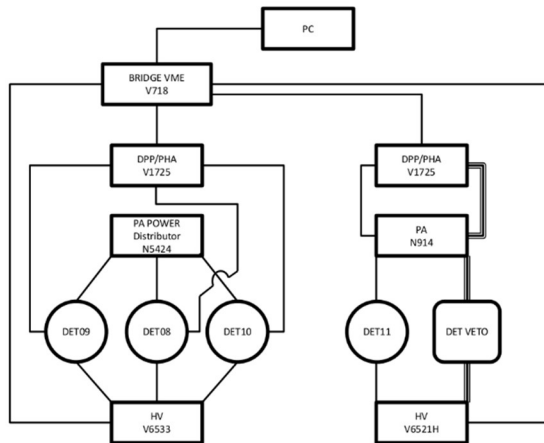 PC
BRIDGE VME
V718
DPP/PHA
V1725
DPP/PHA
V1725
PA POWER
Distributor
N5424
PA
N914
DET09
DET08
DET10
DET11
DET VETO
HV
V6533
HV
V6521H